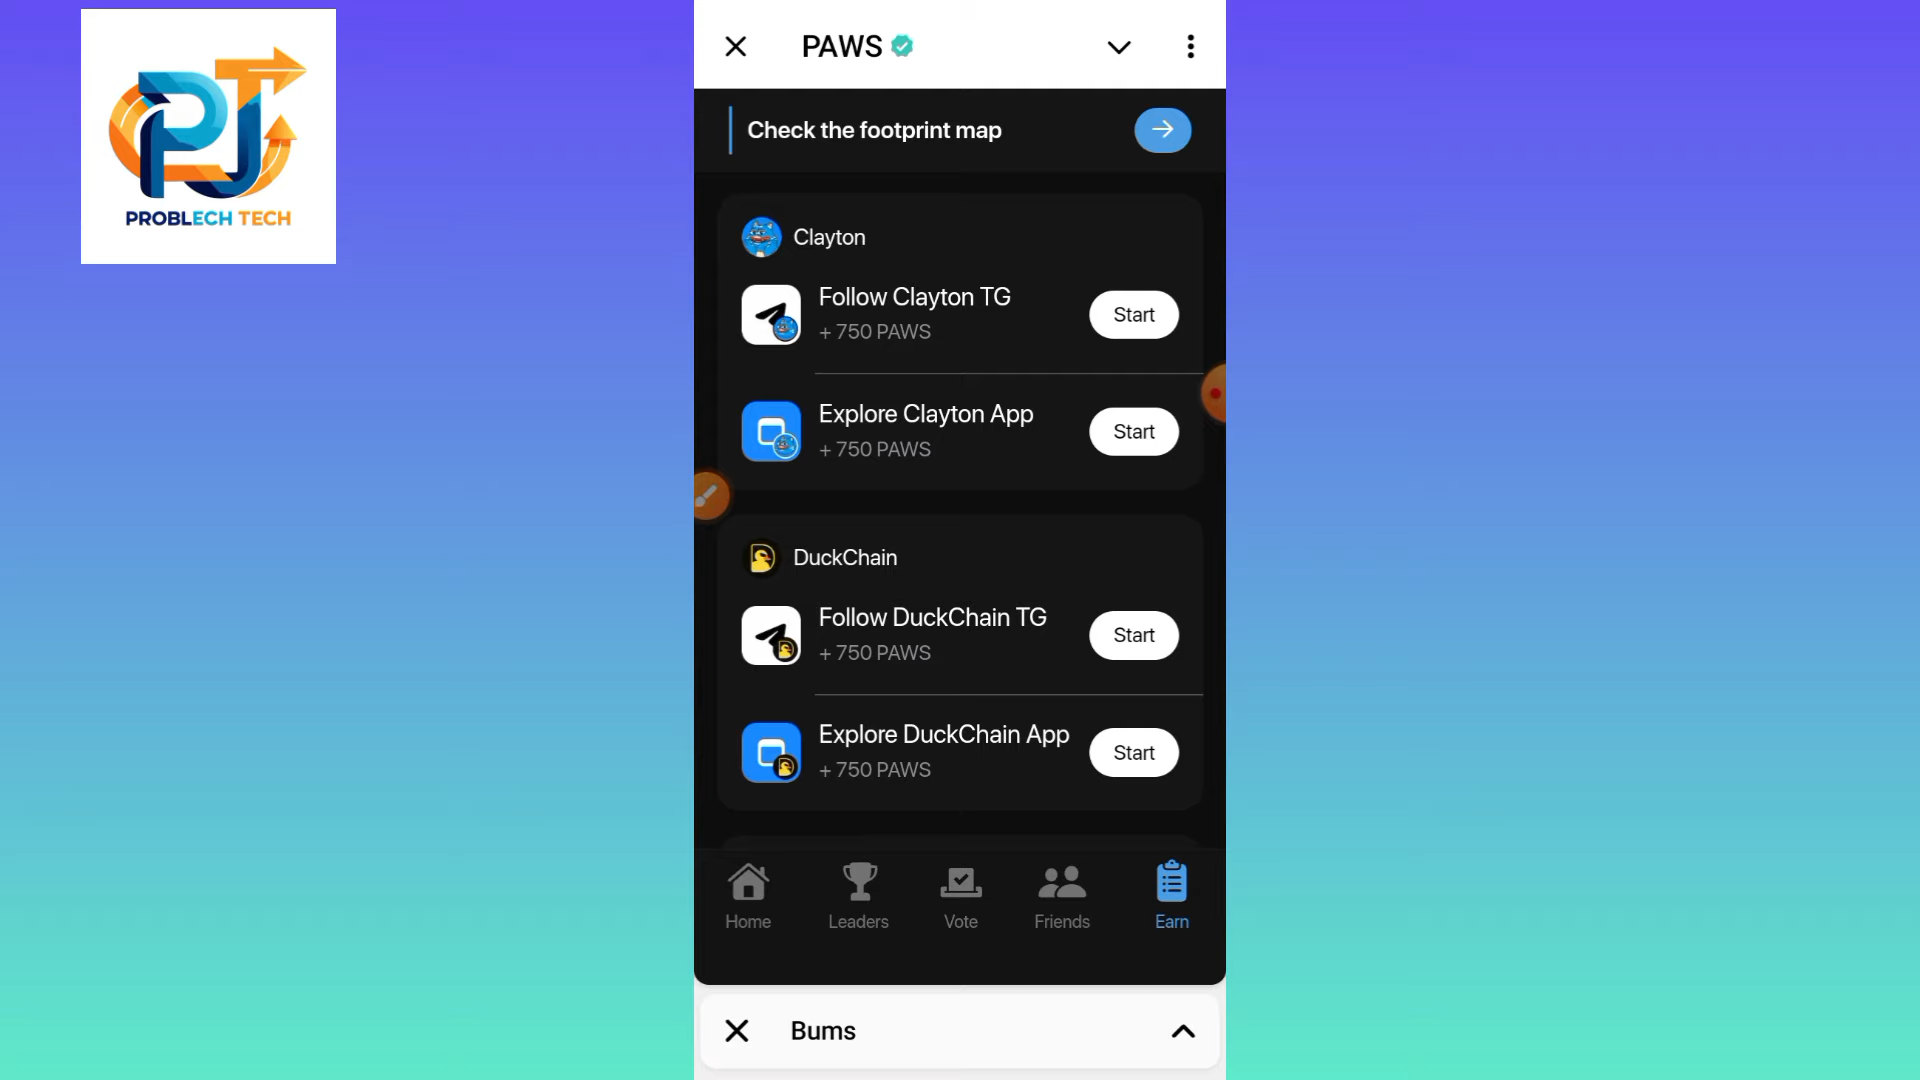 PROBLECH TECH
PAWS
Check the footprint map
Clayton
Follow Clayton TG
+ 750 PAWS
Start
Explore Clayton App
+ 750 PAWS
Start
DuckChain
Follow DuckChain TG
+ 750 PAWS
Start
Explore DuckChain App
+ 750 PAWS
Start
Home
Leaders
Vote
Friends
Earn
Bums